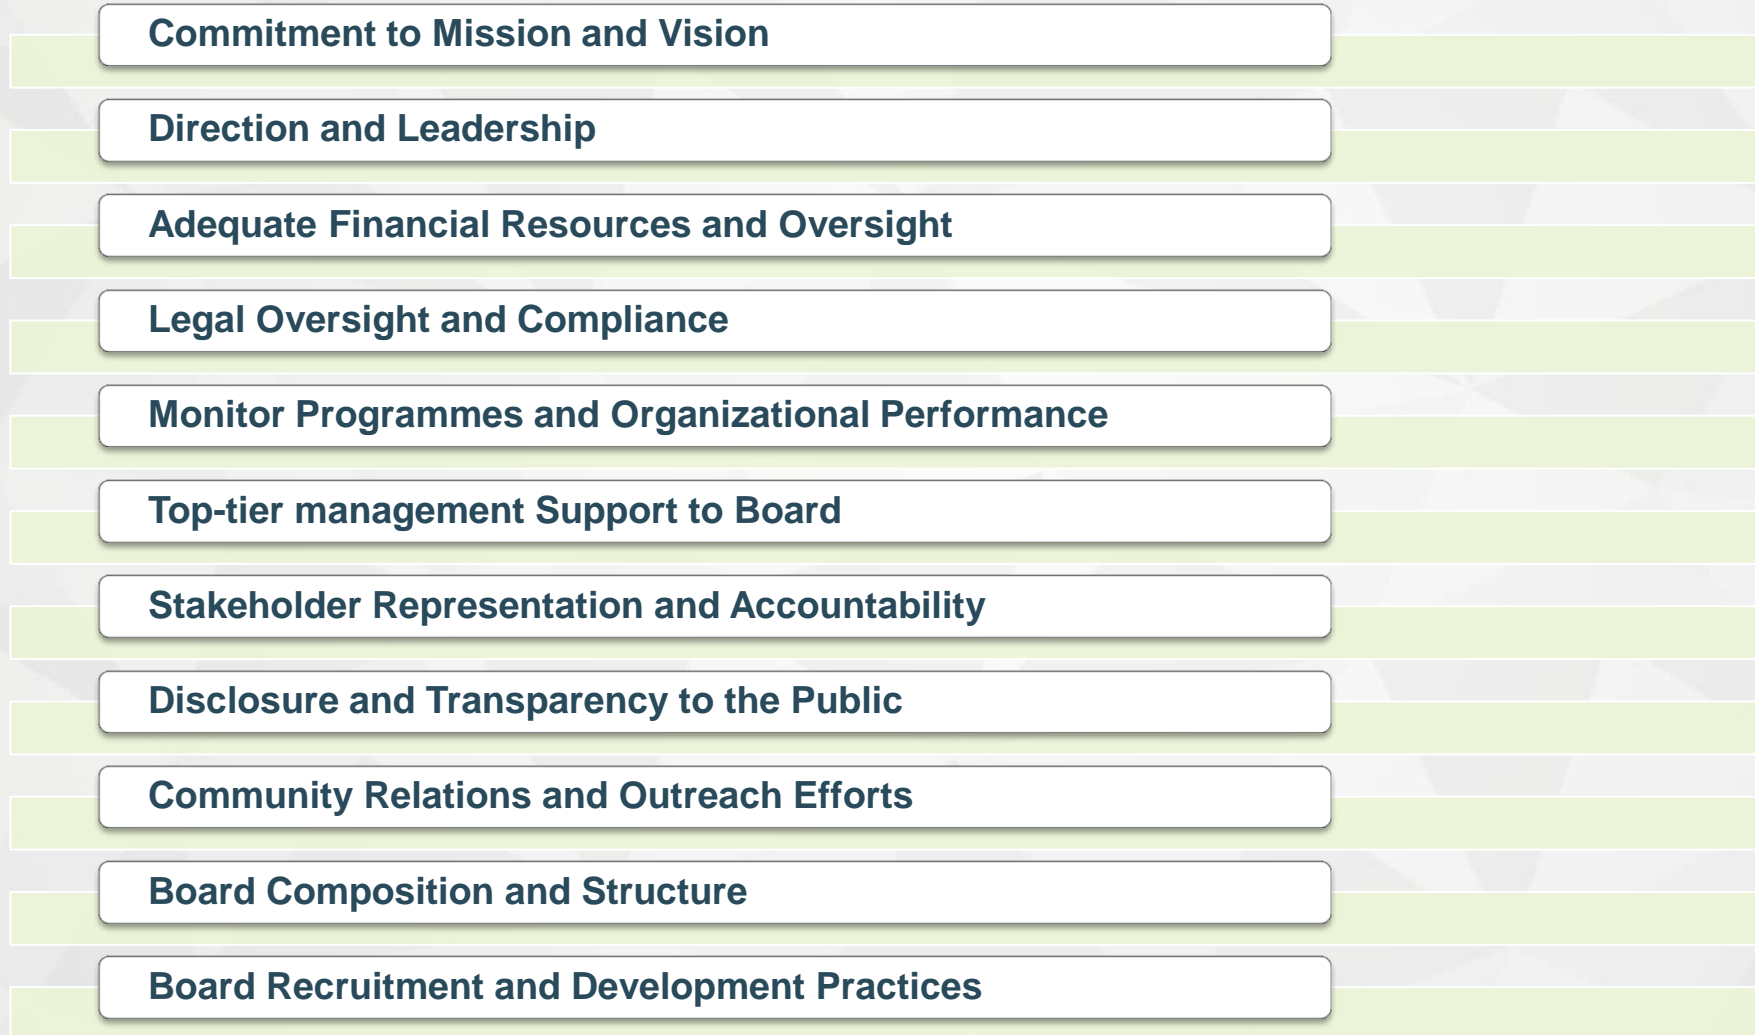 Commitment to Mission and Vision
Direction and Leadership
Adequate Financial Resources and Oversight
Legal Oversight and Compliance
Monitor Programmes and Organizational Performance
Top-tier management Support to Board
Stakeholder Representation and Accountability
Disclosure and Transparency to the Public
Community Relations and Outreach Efforts
Board Composition and Structure
Board Recruitment and Development Practices